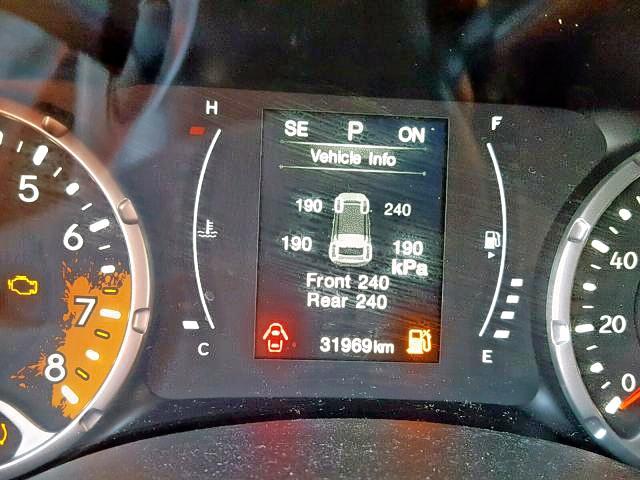 H
F
SE P ON
Vehicle Info
5
190 240
6
190 190
kPa
Front 240
Rear 240
7
40
20
C
31969km
E
8
0